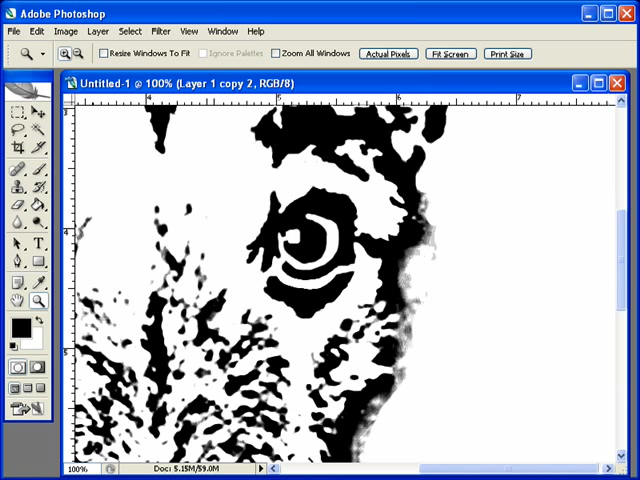 Adobe Photoshop
File Edit Image Layer Select Filter View Window Help
Resize Windows To Fit Ignore Palettes Zoom All Windows Actual Pixels Fit Screen Print Size
Untitled-1 @ 100% (Layer 1 copy 2, RGB/8)
4 5 6 7
4
5
T
100% Doc: 5.15M/59.0M